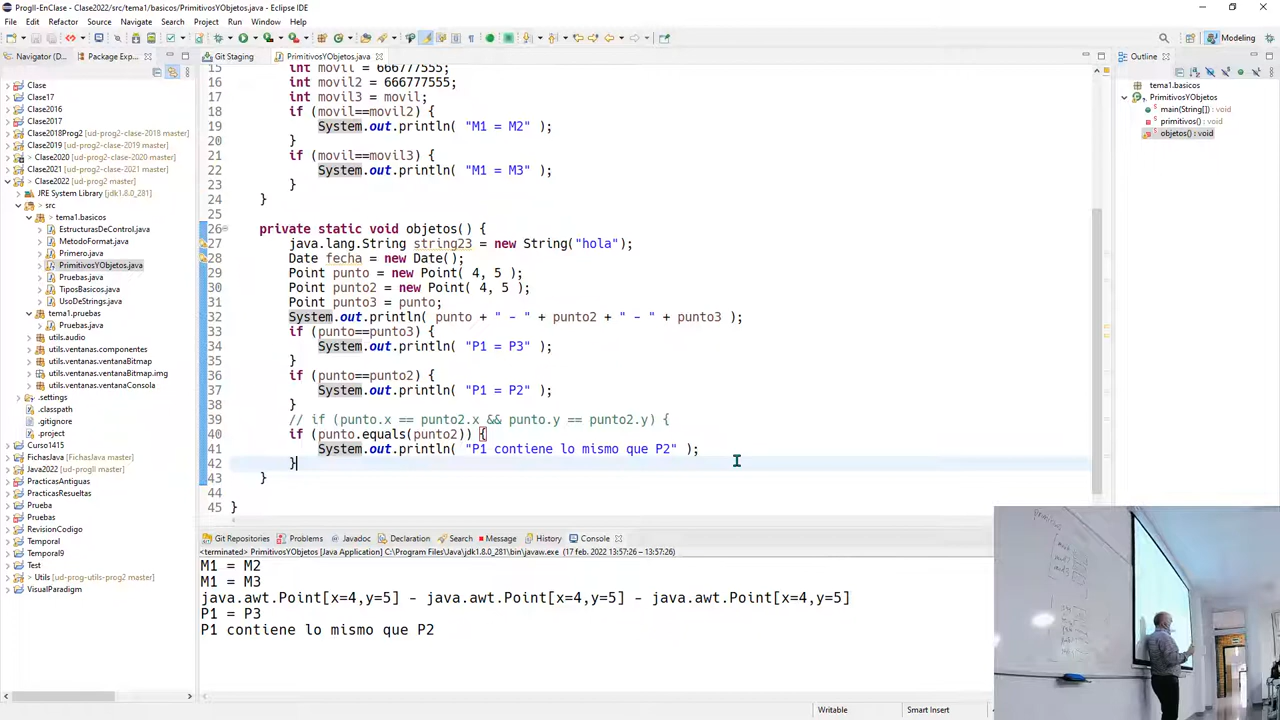 ProgII-EnClase - Clase2022/src/tema1/basicos/PrimitivosYObjetos.java - Eclipse IDE
File Edit Refactor Source Navigate Search Project Run Window Help
Modeling
Navigator (D... Package Exp...
Git Staging PrimitivosYObjetos.java
Outline
Clase
Clase17
Clase2016
Clase2017
Clase2018Prog2 (ud-prog2-clase-2018 master)
Clase2019 (ud-prog2-clase-2019 master)
Clase2020 (ud-prog2-clase-2020 master)
Clase2021 (ud-prog2-clase-2021 master)
Clase2022 (ud-prog2 master)
JRE System Library [jdk1.8.0_281]
src
tema1.basicos
EstructurasDeControl.java
MetodoFormat.java
Primero.java
PrimitivosYObjetos.java
Pruebas.java
TiposBasicos.java
UsoDeStrings.java
tema1.pruebas
Pruebas.java
utils.audio
utils.ventanas.componentes
utils.ventanas.ventanaBitmap
utils.ventanas.ventanaBitmap.img
utils.ventanas.ventanaConsola
.settings
.classpath
.gitignore
.project
Curso1415
FichasJava (en FichasJava)
Java2022 (ud-progII master)
PracticasAntiguas
PracticasResueltas
Prueba
Pruebas
RevisionCodigo
Temporal
Temporal9
Test
Utils (ud-prog-utils-prog2 master)
VisualParadigm
15 int movil = 666777555;
16 int movil2 = 666777555;
17 int movil3 = movil;
18 if (movil==movil2) {
19 System.out.println( "M1 = M2" );
20 }
21 if (movil==movil3) {
22 System.out.println( "M1 = M3" );
23 }
24 }
25
26 private static void objetos() {
27 java.lang.String string23 = new String("hola");
28 Date fecha = new Date();
29 Point punto = new Point( 4, 5 );
30 Point punto2 = new Point( 4, 5 );
31 Point punto3 = punto;
32 System.out.println( punto + " - " + punto2 + " - " + punto3 );
33 if (punto==punto3) {
34 System.out.println( "P1 = P3" );
35 }
36 if (punto==punto2) {
37 System.out.println( "P1 = P2" );
38 }
39 // if (punto.x == punto2.x && punto.y == punto2.y) {
40 if (punto.equals(punto2)) {
41 System.out.println( "P1 contiene lo mismo que P2" );
42 }
43 }
44
45 }
tema1.basicos
PrimitivosYObjetos
main(String[]) : void
primitivos() : void
objetos() : void
Git Repositories Problems Javadoc Declaration Search Message History Console
<terminated> PrimitivosYObjetos [Java Application] C:\Program Files\Java\jdk1.8.0_281\bin\javaw.exe (17 feb. 2022 13:57:26 – 13:57:26)
M1 = M2
M1 = M3
java.awt.Point[x=4,y=5] - java.awt.Point[x=4,y=5] - java.awt.Point[x=4,y=5]
P1 = P3
P1 contiene lo mismo que P2
Writable Smart Insert